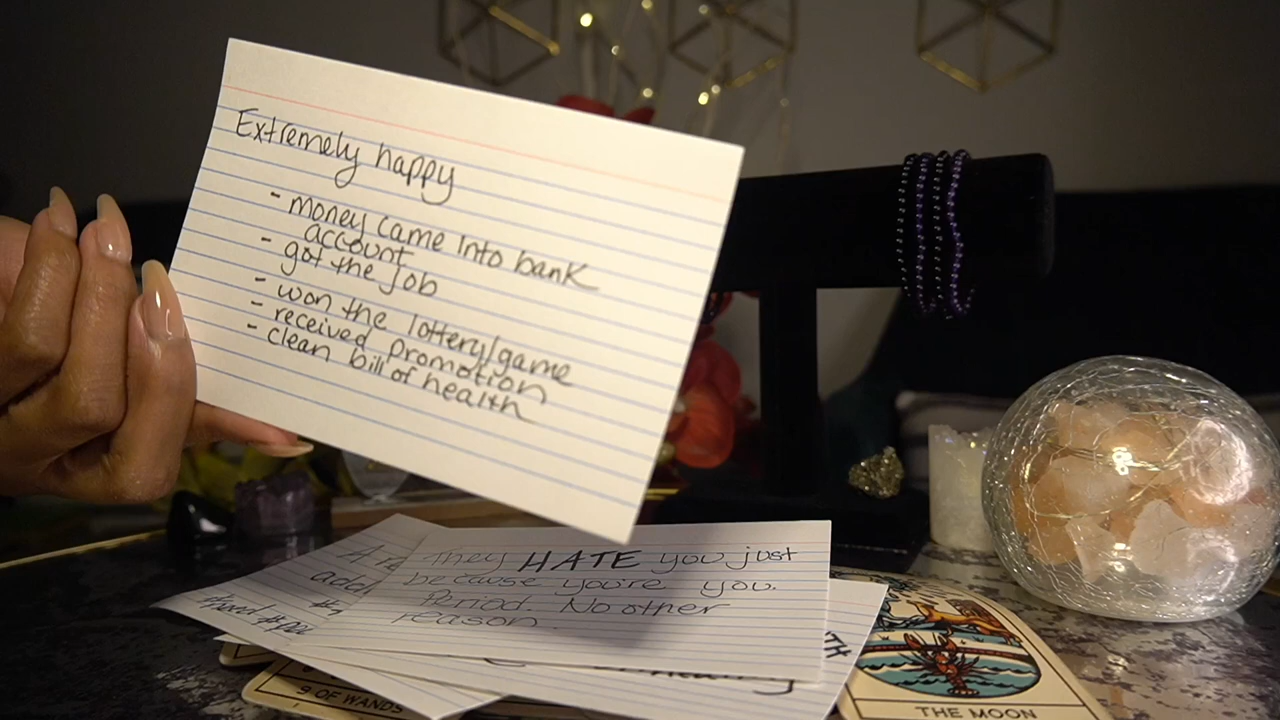 Extremely happy
- money came into bank
account
- got the job
- won the lottery/game
- received promotion
- clean bill of health
They HATE you just
because you're you.
Period. No other
reason.
9 OF WANDS
THE MOON